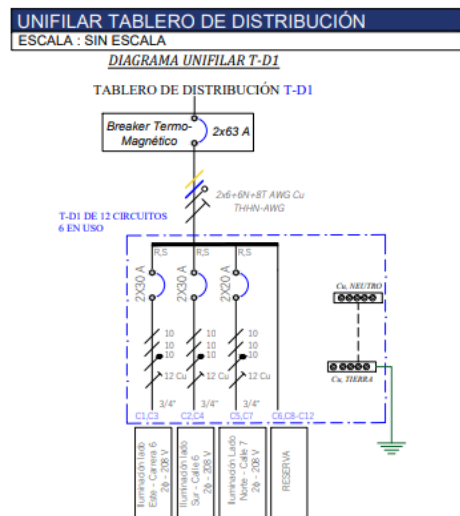 UNIFILAR TABLERO DE DISTRIBUCIÓN
ESCALA : SIN ESCALA
DIAGRAMA UNIFILAR T-D1
TABLERO DE DISTRIBUCIÓN T-D1
Breaker Termo-
Magnético
2x63 A
2x6+6N+8T AWG Cu
THHN-AWG
T-D1 DE 12 CIRCUITOS
6 EN USO
R,S
R,S
R,S
2X30 A
2X30 A
2X20 A
Cu, NEUTRO
10
10
10
12 Cu
10
10
10
12 Cu
10
10
10
12 Cu
Cu, TIERRA
3/4"
3/4"
3/4"
C1,C3
C2,C4
C5,C7
C6,C8-C12
Iluminación lado
Este - Carrera 6
2ϕ - 208 V
Iluminación lado
Sur - Calle 6
2ϕ - 208 V
Iluminación Lado
Norte - Calle 7
2ϕ - 208 V
RESERVA